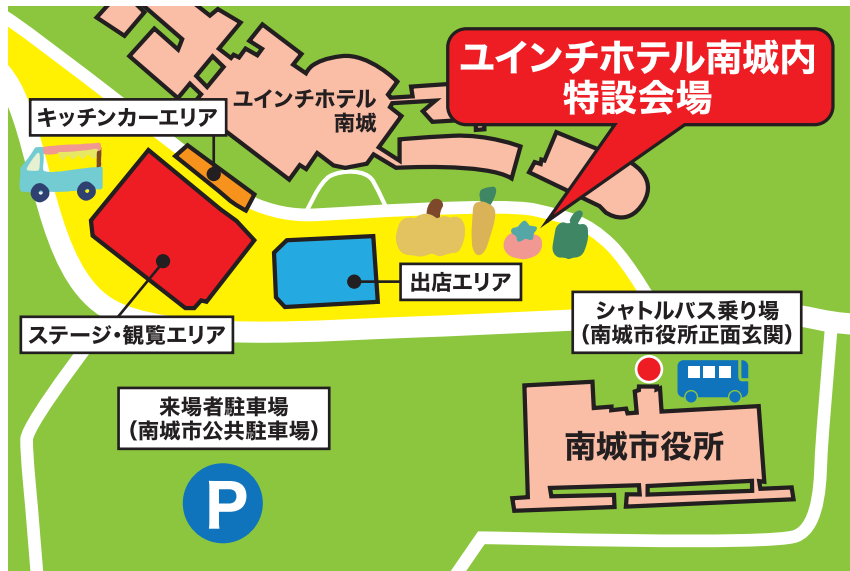 ユインチホテル南城内
特設会場
ユインチホテル
南城
キッチンカーエリア
出店エリア
シャトルバス乗り場
(南城市役所正面玄関)
ステージ・観覧エリア
来場者駐車場
(南城市公共駐車場)
南城市役所
P